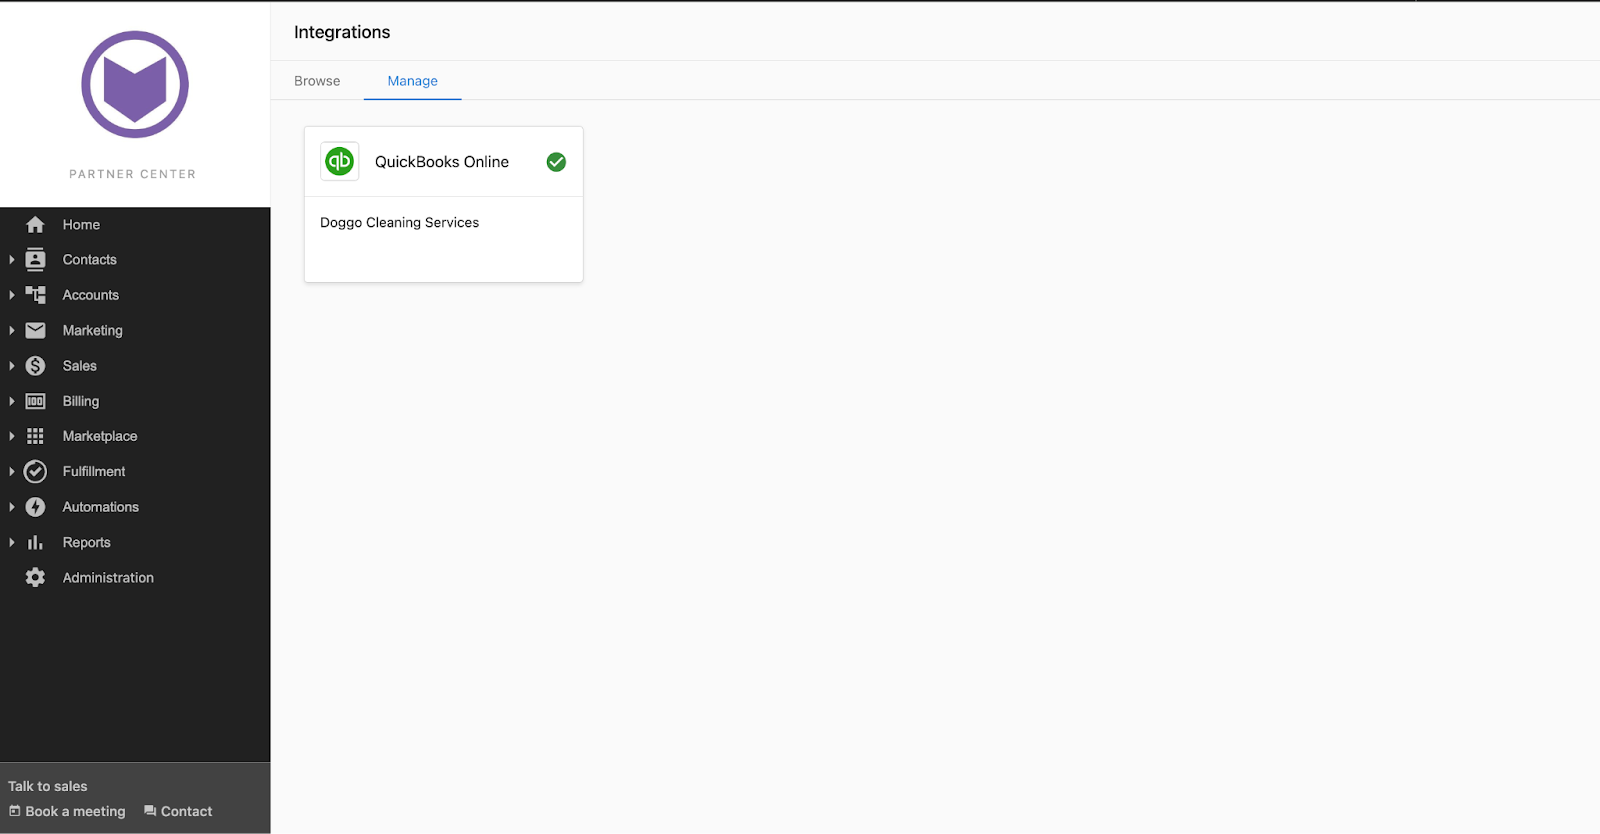 PARTNER CENTER
Home
Contacts
Accounts
Marketing
Sales
Billing
Marketplace
Fulfillment
Automations
Reports
Administration
Talk to sales
Book a meeting Contact
Integrations
Browse Manage
qb QuickBooks Online
Doggo Cleaning Services